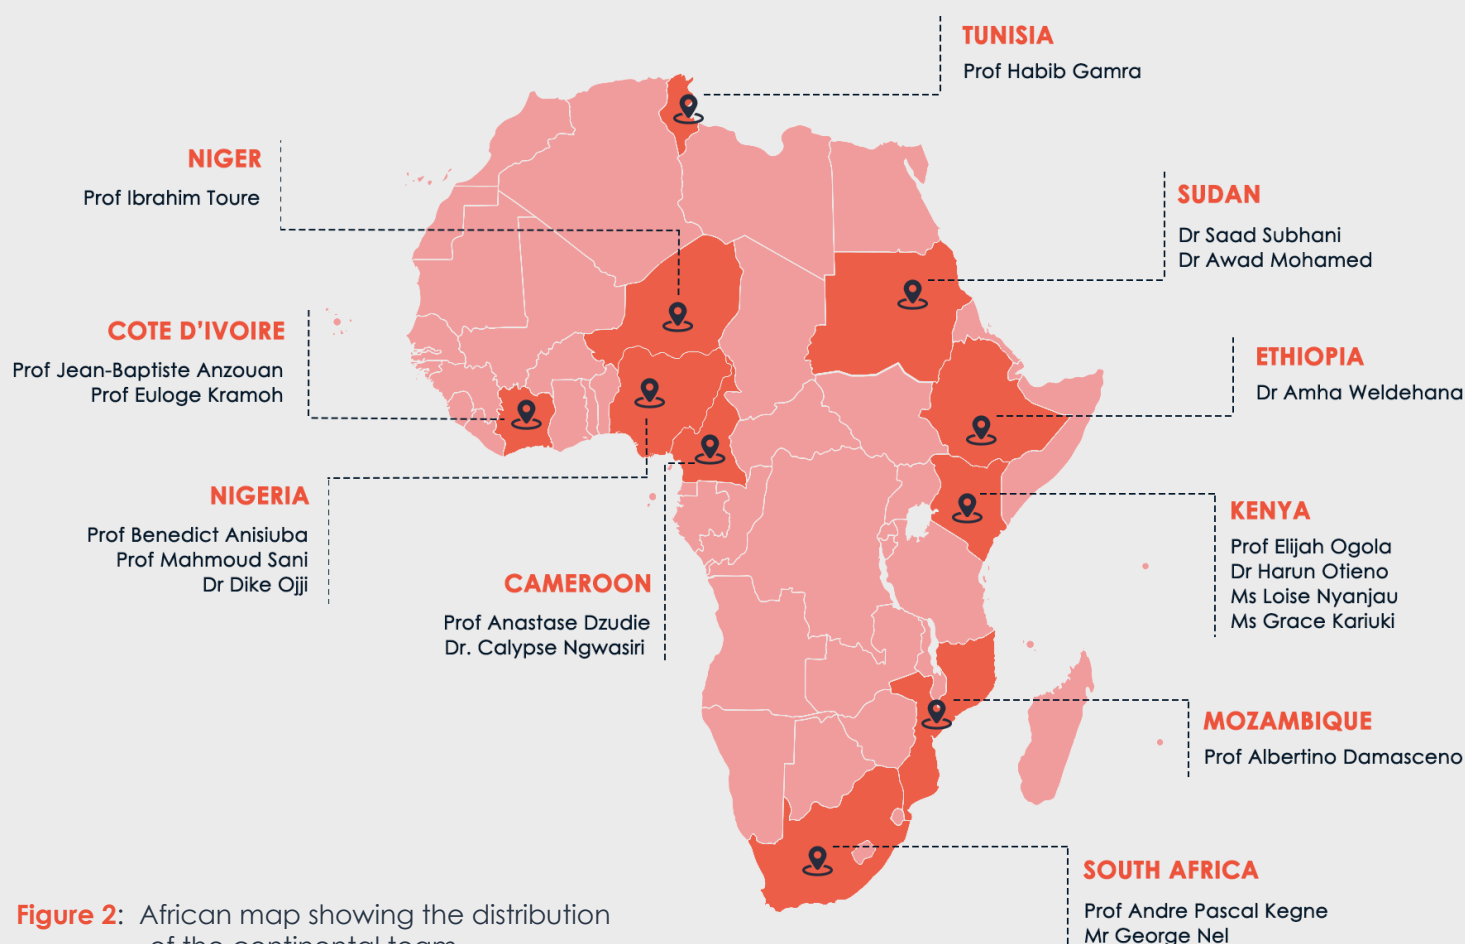 TUNISIA
Prof Habib Gamra
NIGER
Prof Ibrahim Toure
SUDAN
Dr Saad Subhani
Dr Awad Mohamed
COTE D’IVOIRE
Prof Jean-Baptiste Anzouan
Prof Euloge Kramoh
ETHIOPIA
Dr Amha Weldehana
NIGERIA
Prof Benedict Anisiuba
Prof Mahmoud Sani
Dr Dike Ojji
KENYA
Prof Elijah Ogola
Dr Harun Otieno
Ms Loise Nyanjau
Ms Grace Kariuki
CAMEROON
Prof Anastase Dzudie
Dr. Calypse Ngwasiri
MOZAMBIQUE
Prof Albertino Damasceno
SOUTH AFRICA
Prof Andre Pascal Kegne
Mr George Nel
Figure 2: African map showing the distribution
of the continental team